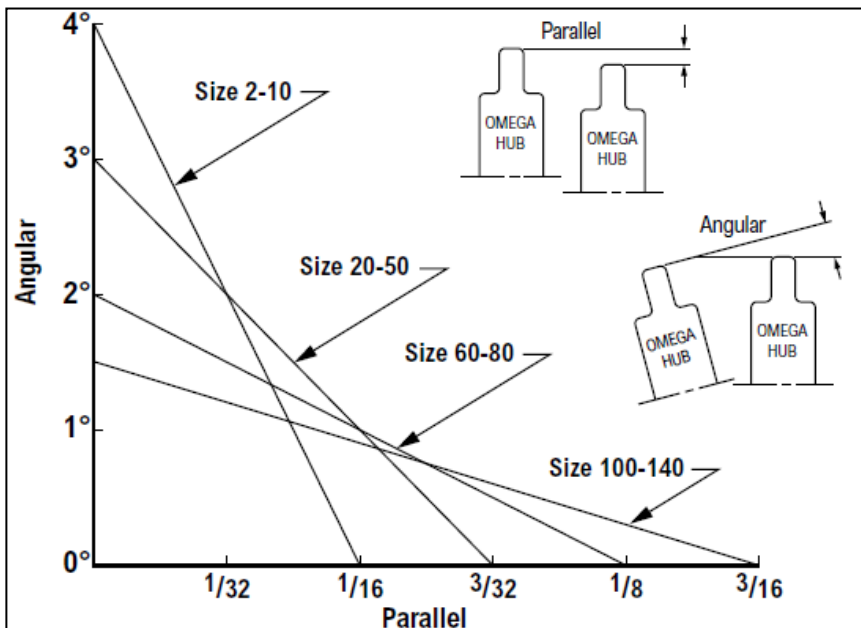 4°
3°
2°
1°
0°
Angular
Size 2-10
Size 20-50
Size 60-80
Size 100-140
Parallel
OMEGA
HUB
OMEGA
HUB
Angular
OMEGA
HUB
OMEGA
HUB
1/32
1/16
3/32
1/8
3/16
Parallel